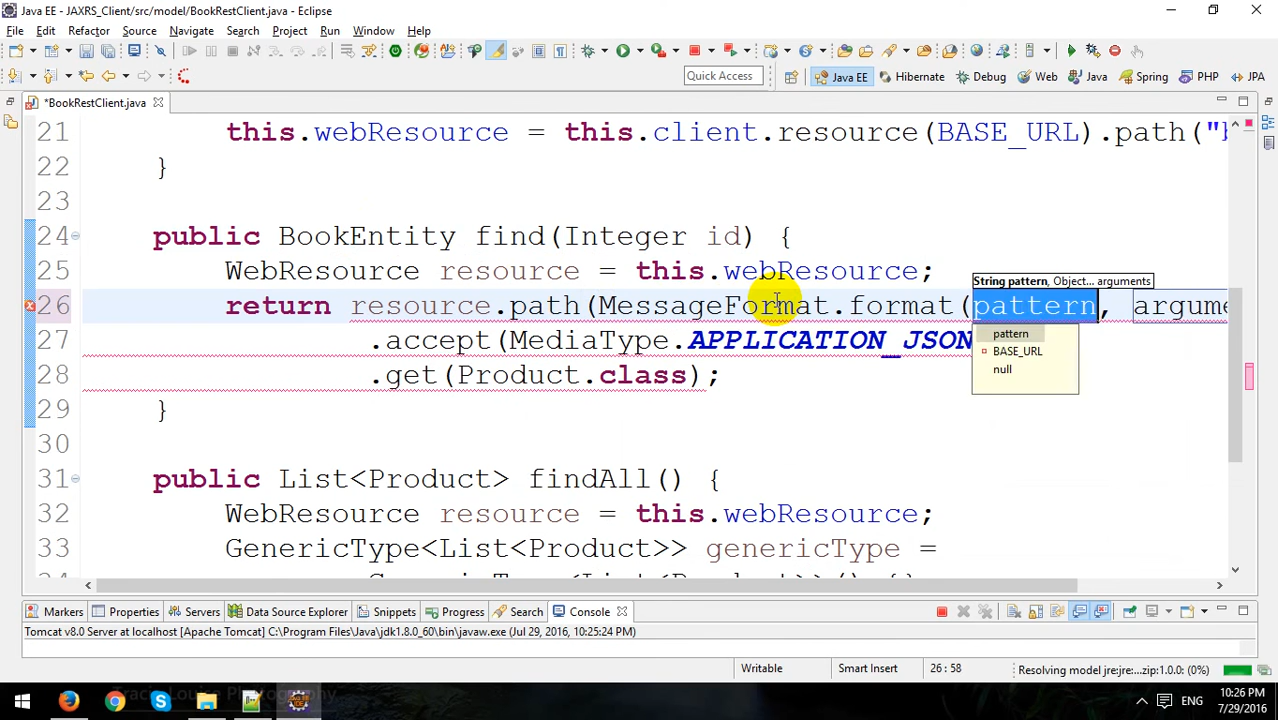 Java EE - JAXRS_Client/src/model/BookRestClient.java - Eclipse
File Edit Refactor Source Navigate Search Project Run Window Help
Quick Access Java EE Hibernate Debug Web Java Spring PHP JPA
*BookRestClient.java
21 this.webResource = this.client.resource(BASE_URL).path("b
22 }
23
24 public BookEntity find(Integer id) {
25 WebResource resource = this.webResource;
String pattern, Object... arguments
26 return resource.path(MessageFormat.format(pattern, argume
pattern
27 .accept(MediaType.APPLICATION_JSON
BASE_URL
null
28 .get(Product.class);
29 }
30
31 public List<Product> findAll() {
32 WebResource resource = this.webResource;
33 GenericType<List<Product>> genericType =
Markers Properties Servers Data Source Explorer Snippets Progress Search Console
Tomcat v8.0 Server at localhost [Apache Tomcat] C:\Program Files\Java\jdk1.8.0_60\bin\javaw.exe (Jul 29, 2016, 10:25:24 PM)
Writable Smart Insert 26 : 58 Resolving model jre:jre:...zip:1.0.0: (0%)
ENG
10:26 PM
7/29/2016